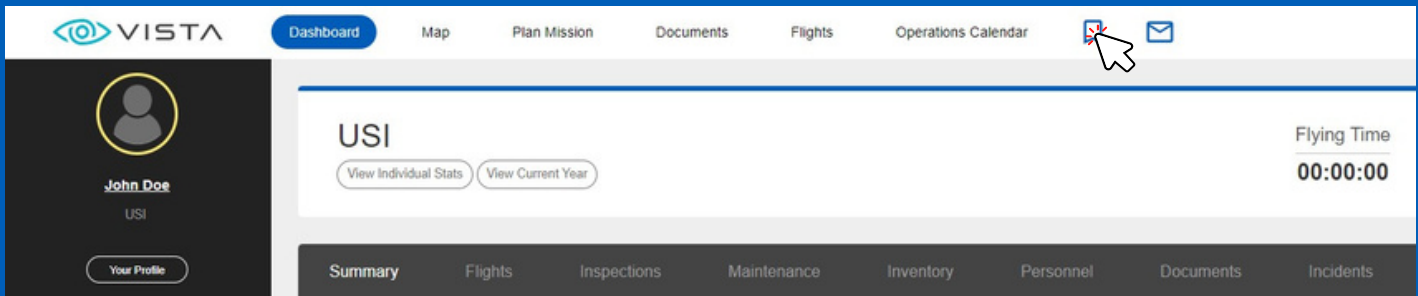 VISTA
Dashboard Map Plan Mission Documents Flights Operations Calendar
John Doe
USI
Your Profile
USI
View Individual Stats View Current Year
Flying Time
00:00:00
Summary Flights Inspections Maintenance Inventory Personnel Documents Incidents